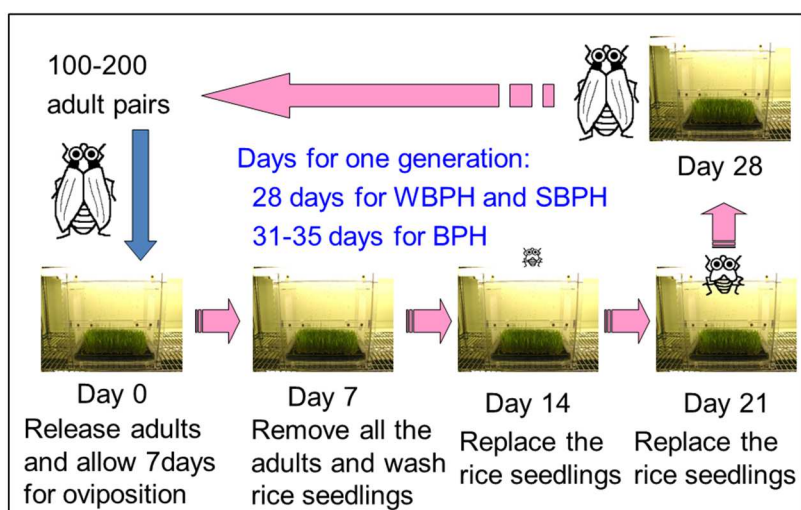 100-200
adult pairs
Days for one generation:
28 days for WBPH and SBPH
31-35 days for BPH
Day 28
Day 0
Release adults
and allow 7days
for oviposition
Day 7
Remove all the
adults and wash
rice seedlings
Day 14
Replace the
rice seedlings
Day 21
Replace the
rice seedlings